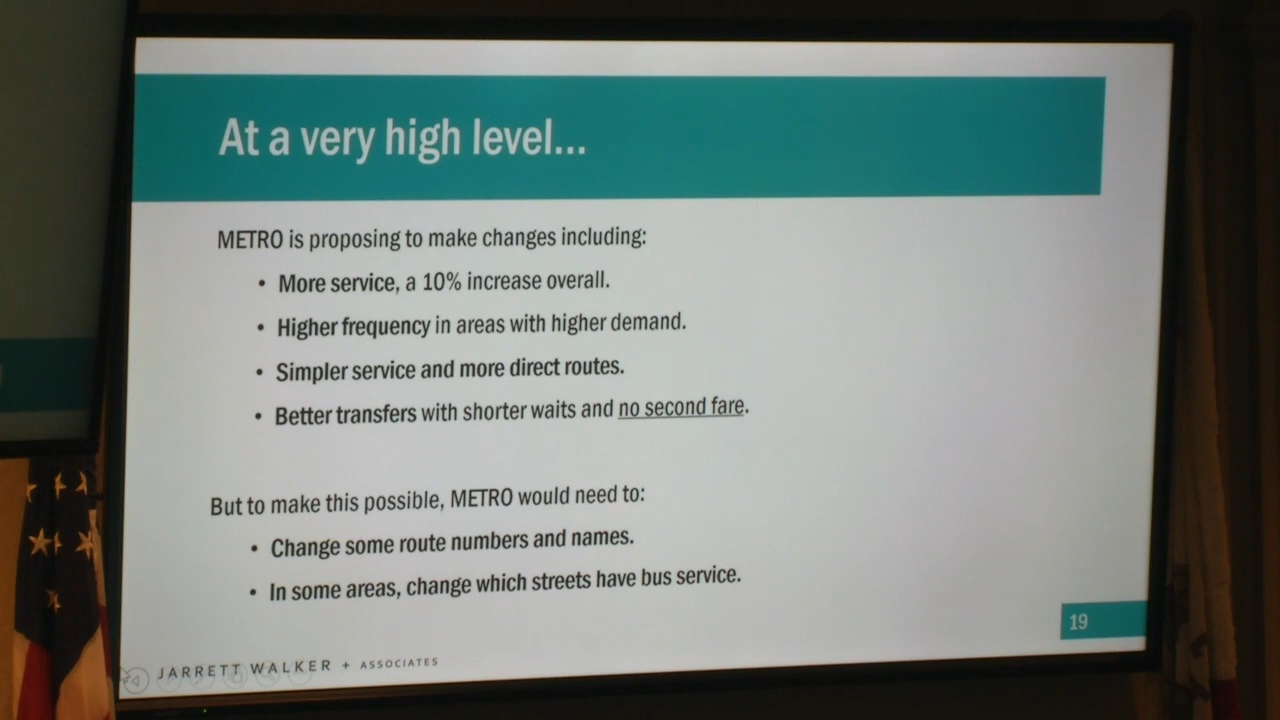 At a very high level...
METRO is proposing to make changes including:
• More service, a 10% increase overall.
• Higher frequency in areas with higher demand.
• Simpler service and more direct routes.
• Better transfers with shorter waits and no second fare.
But to make this possible, METRO would need to:
• Change some route numbers and names.
• In some areas, change which streets have bus service.
19
JARRETT WALKER + ASSOCIATES